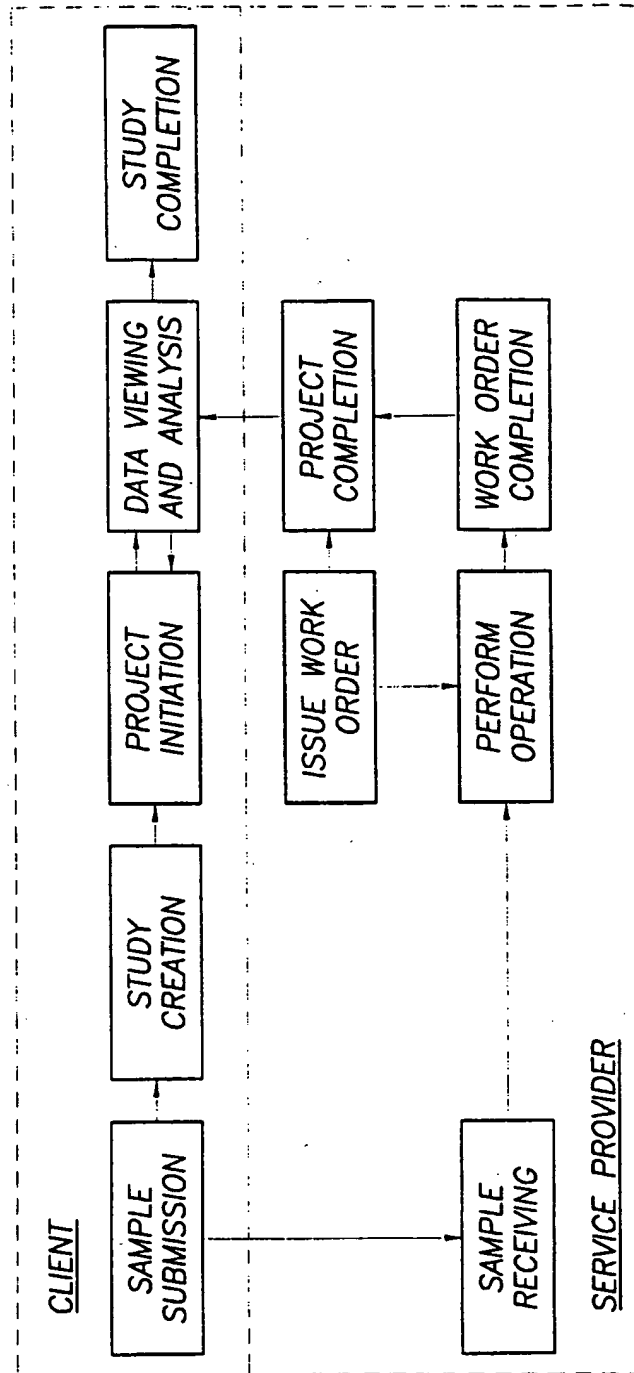 CLIENT
SAMPLE
SUBMISSION
STUDY
CREATION
PROJECT
INITIATION
DATA VIEWING
AND ANALYSIS
STUDY
COMPLETION
ISSUE WORK
ORDER
PROJECT
COMPLETION
SAMPLE
RECEIVING
PERFORM
OPERATION
WORK ORDER
COMPLETION
SERVICE PROVIDER